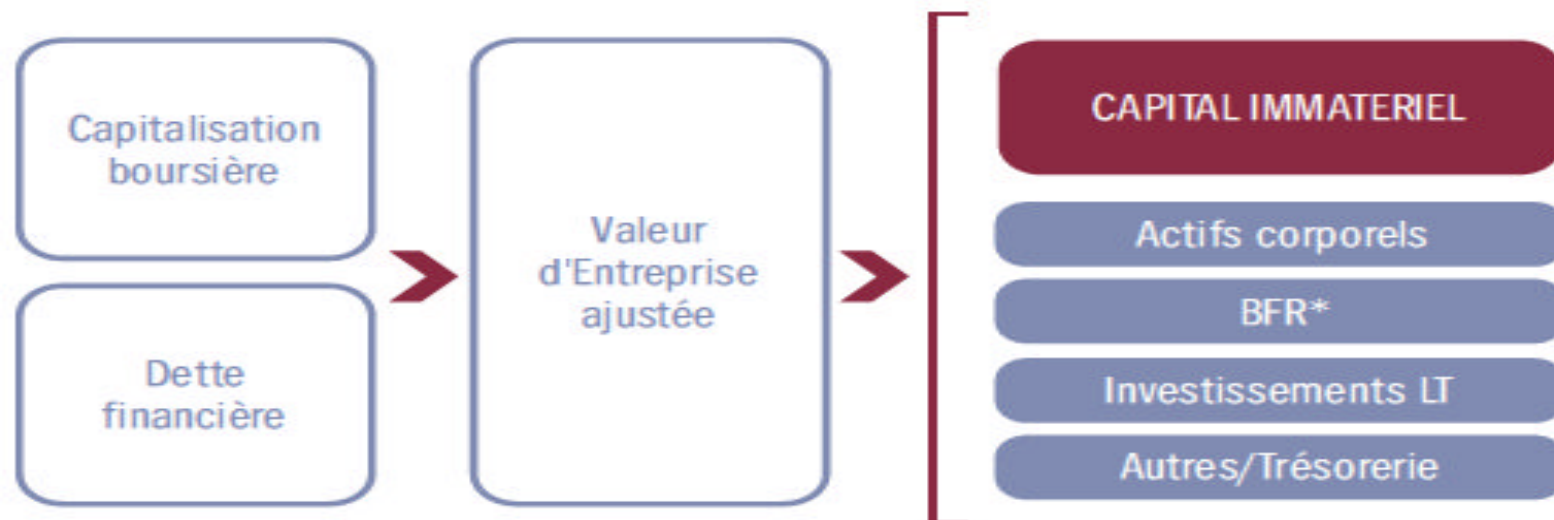 Capitalisation
boursière
Dette
financière
Valeur
d'Entreprise
ajustée
CAPITAL IMMATERIEL
Actifs corporels
BFR*
Investissements LT
Autres/Trésorerie